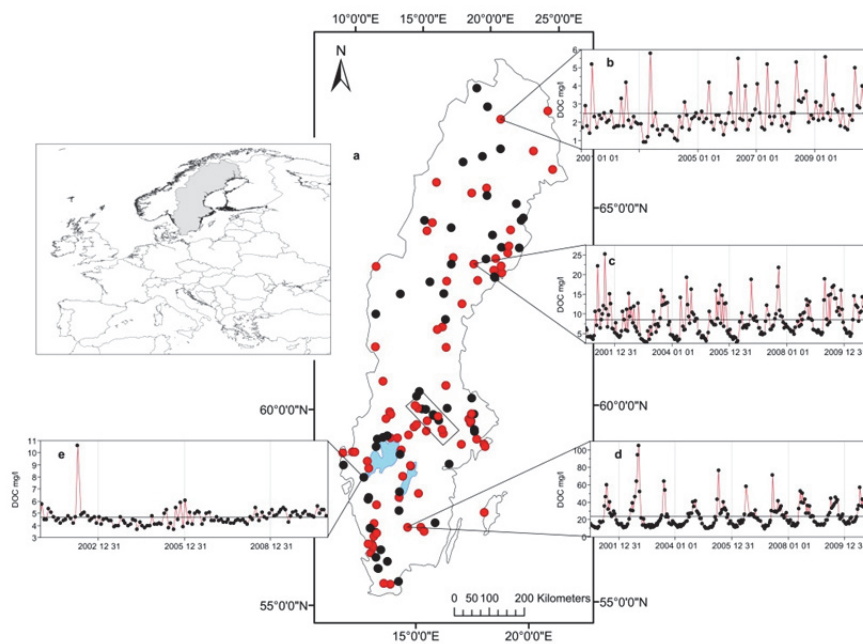 10°0'0"E 15°0'0"E 20°0'0"E 25°0'0"E
N
a
65°0'0"N
60°0'0"N
60°0'0"N
55°0'0"N
55°0'0"N
15°0'0"E 20°0'0"E
0 50 100 200 Kilometers
b
DOC mg/l
6
5
4
3
2
1
2001 01 01 2005 01 01 2007 01 01 2009 01 01
c
DOC mg/l
25
20
15
10
5
2001 12 31 2004 01 01 2005 12 31 2008 01 01 2009 12 31
d
DOC mg/l
100
80
60
40
20
0
2001 12 31 2004 01 01 2005 12 31 2008 01 01 2009 12 31
e
DOC mg/l
11
10
9
8
7
6
5
4
3
2002 12 31 2005 12 31 2008 12 31